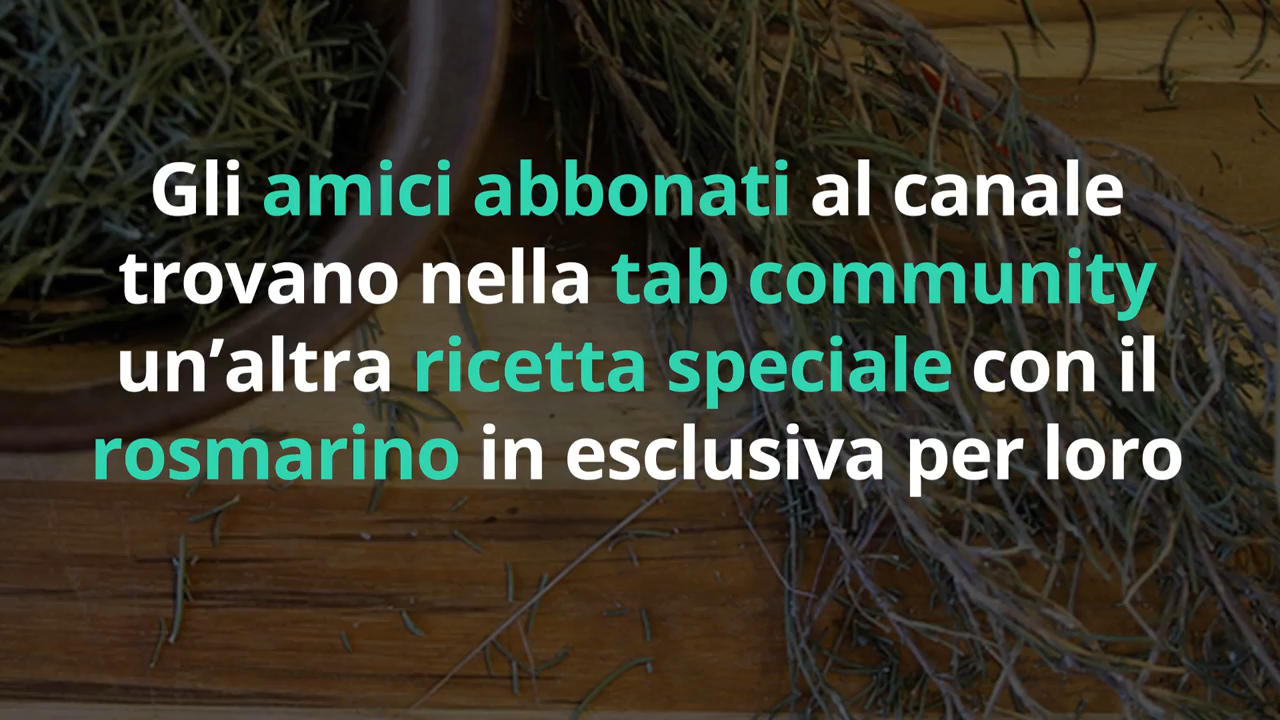 Gli amici abbonati al canale
trovano nella tab community
un’altra ricetta speciale con il
rosmarino in esclusiva per loro